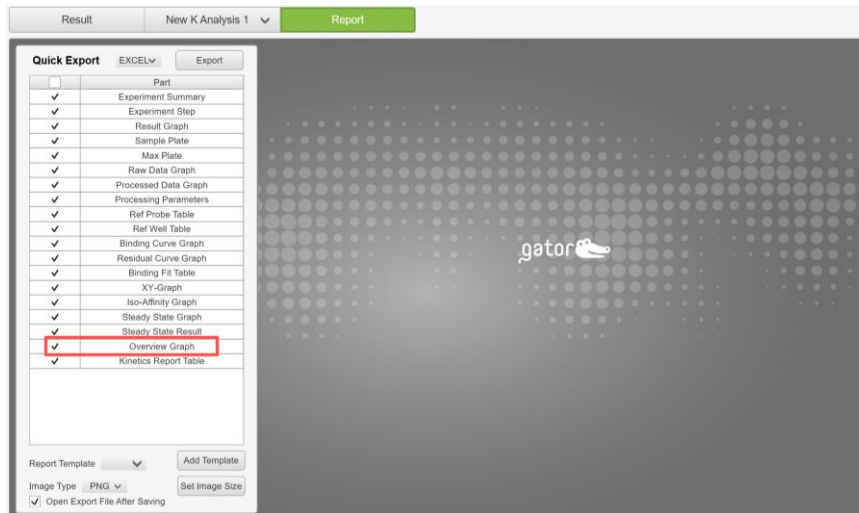 Result New K Analysis 1 Report
Quick Export EXCEL Export
Part
Experiment Summary
Experiment Step
Result Graph
Sample Plate
Max Plate
Raw Data Graph
Processed Data Graph
Processing Parameters
Ref Probe Table
Ref Well Table
Binding Curve Graph
Residual Curve Graph
Binding Fit Table
XY-Graph
Iso-Affinity Graph
Steady State Graph
Steady State Result
Overview Graph
Kinetics Report Table
Report Template Add Template
Image Type PNG Set Image Size
Open Export File After Saving
gator